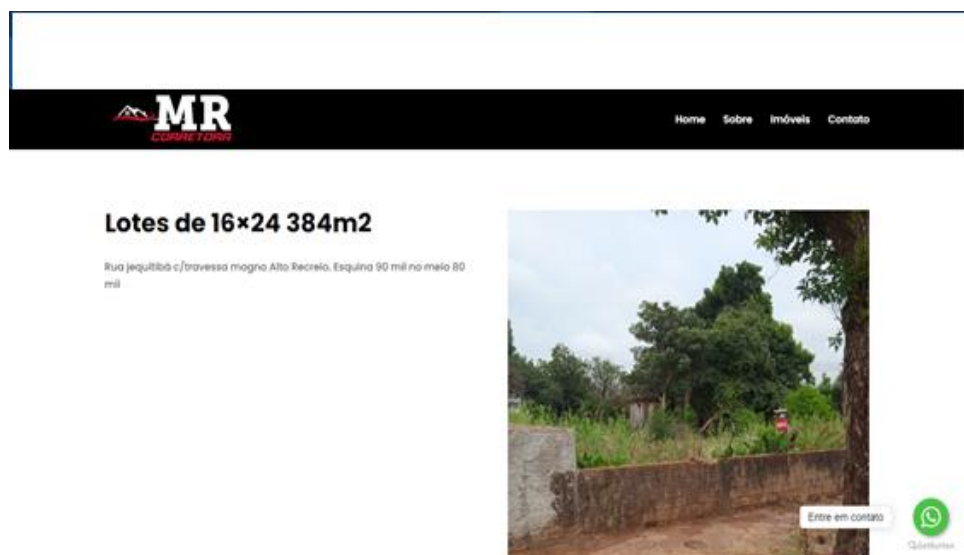 MR
CORRETORA
Home Sobre Imóveis Contato
Lotes de 16×24 384m2
Rua jequitibá c/travessa magno Alto Recreio. Esquina 90 mil no meio 80
mil
Entre em contato